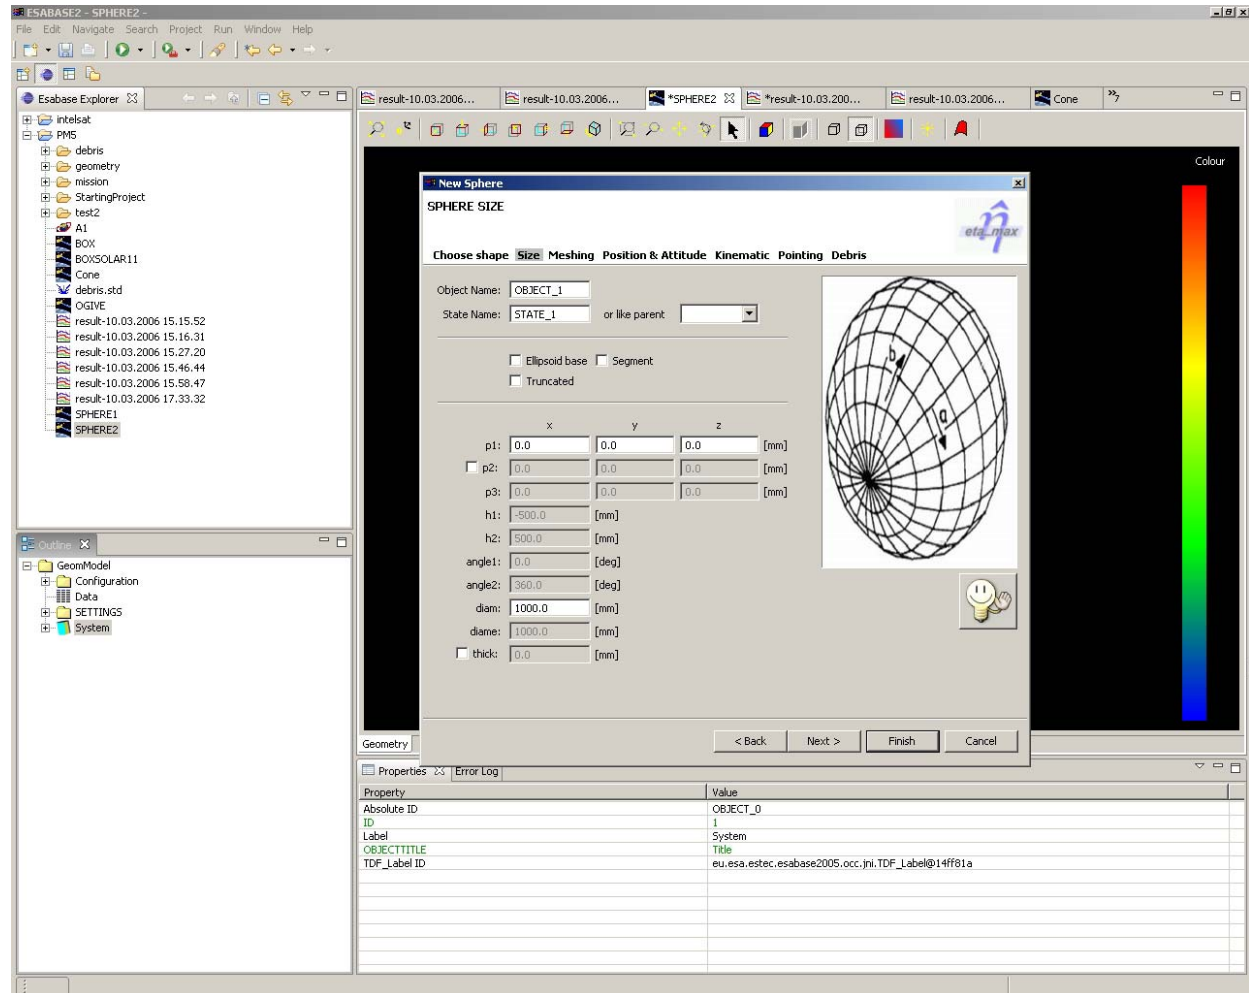 ESABASE2 - SPHERE2 -
File Edit Navigate Search Project Run Window Help
Esabase Explorer
intelsat
PM5
debris
geometry
mission
StartingProject
test2
A1
BOX
BOXSOLAR11
Cone
debris.std
OGIVE
result-10.03.2006 15.15.52
result-10.03.2006 15.16.31
result-10.03.2006 15.27.20
result-10.03.2006 15.46.44
result-10.03.2006 15.58.47
result-10.03.2006 17.33.32
SPHERE1
SPHERE2
Outline
GeomModel
Configuration
Data
SETTINGS
System
result-10.03.2006... result-10.03.2006... *SPHERE2 *result-10.03.200... result-10.03.2006... Cone »7
Colour
New Sphere
SPHERE SIZE
eta_max
Choose shape Size Meshing Position & Attitude Kinematic Pointing Debris
Object Name: OBJECT_1
State Name: STATE_1 or like parent
Ellipsoid base Segment
Truncated
x y z
p1: 0.0 0.0 0.0 [mm]
p2: 0.0 0.0 0.0 [mm]
p3: 0.0 0.0 0.0 [mm]
h1: -500.0 [mm]
h2: 500.0 [mm]
angle1: 0.0 [deg]
angle2: 360.0 [deg]
diam: 1000.0 [mm]
diame: 1000.0 [mm]
thick: 0.0 [mm]
b
a
< Back Next > Finish Cancel
Geometry
Properties Error Log
Property Value
Absolute ID OBJECT_0
ID 1
Label System
OBJECTTITLE Title
TDF_Label ID eu.esa.estec.esabase2005.occ.jni.TDF_Label@14ff81a